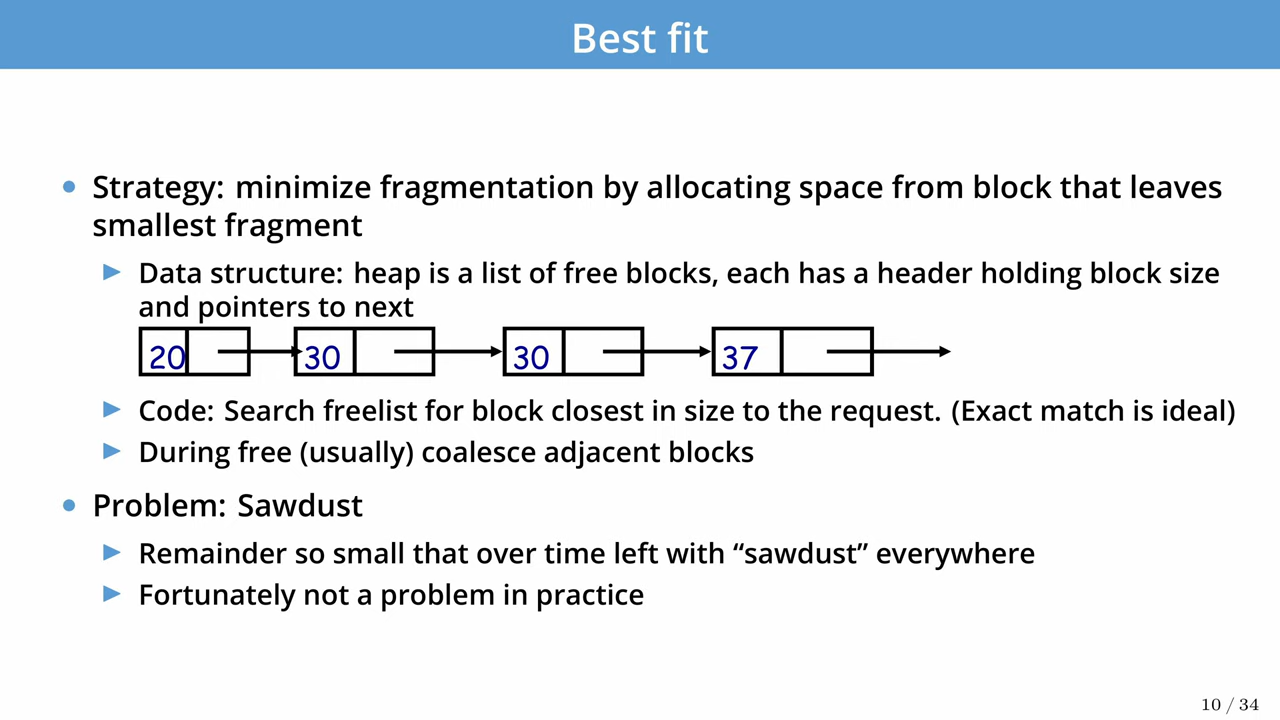 Best fit
• Strategy: minimize fragmentation by allocating space from block that leaves
smallest fragment
▶ Data structure: heap is a list of free blocks, each has a header holding block size
and pointers to next
20 30 30 37
▶ Code: Search freelist for block closest in size to the request. (Exact match is ideal)
▶ During free (usually) coalesce adjacent blocks
• Problem: Sawdust
▶ Remainder so small that over time left with “sawdust” everywhere
▶ Fortunately not a problem in practice
10 / 34